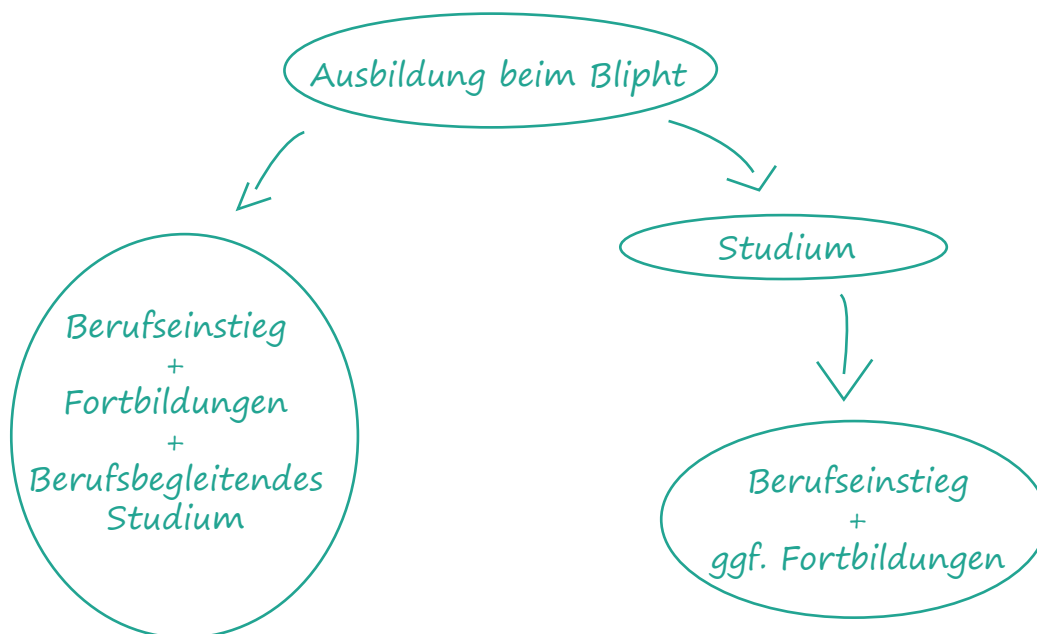 Ausbildung beim Blipht
Studium
Berufseinstieg
+
Fortbildungen
+
Berufsbegleitendes
Studium
Berufseinstieg
+
ggf. Fortbildungen